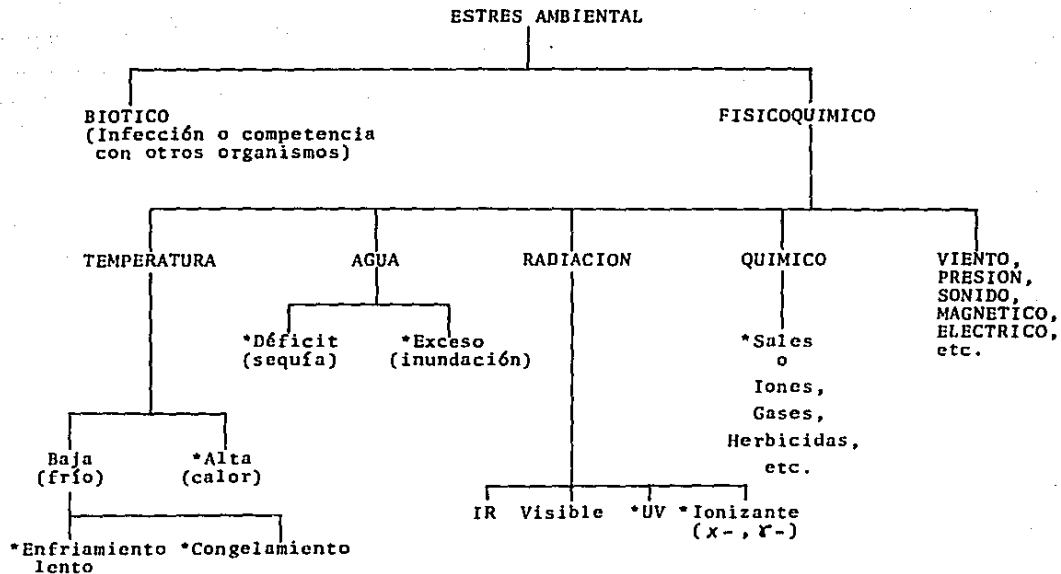 ESTRES AMBIENTAL
BIOTICO
(Infección o competencia
con otros organismos)
FISICOQUIMICO
TEMPERATURA
AGUA
RADIACION
QUIMICO
VIENTO,
PRESION,
SONIDO,
MAGNETICO,
ELECTRICO,
etc.
*Déficit
(sequía)
*Exceso
(inundación)
*Sales
o
Iones,
Gases,
Herbicidas,
etc.
Baja
(frío)
*Alta
(calor)
IR Visible *UV *Ionizante
(x-, γ-)
*Enfriamiento
lento
*Congelamiento